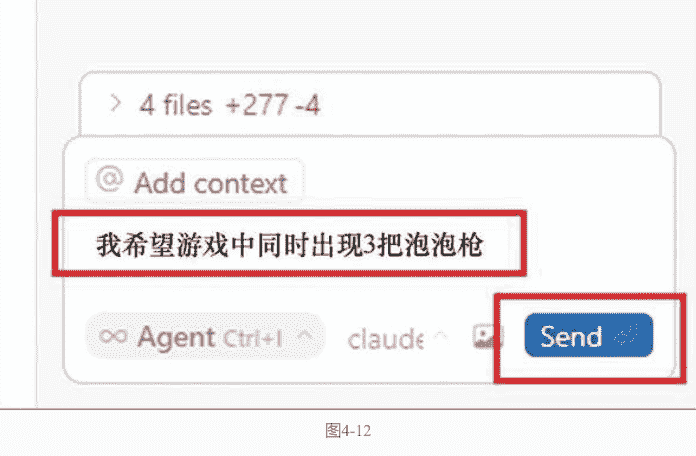 > 4 files +277 -4
@ Add context
我希望游戏中同时出现3把泡泡枪
∞ Agent Ctrl+I ^ claude ^ Send ⏎
图4-12